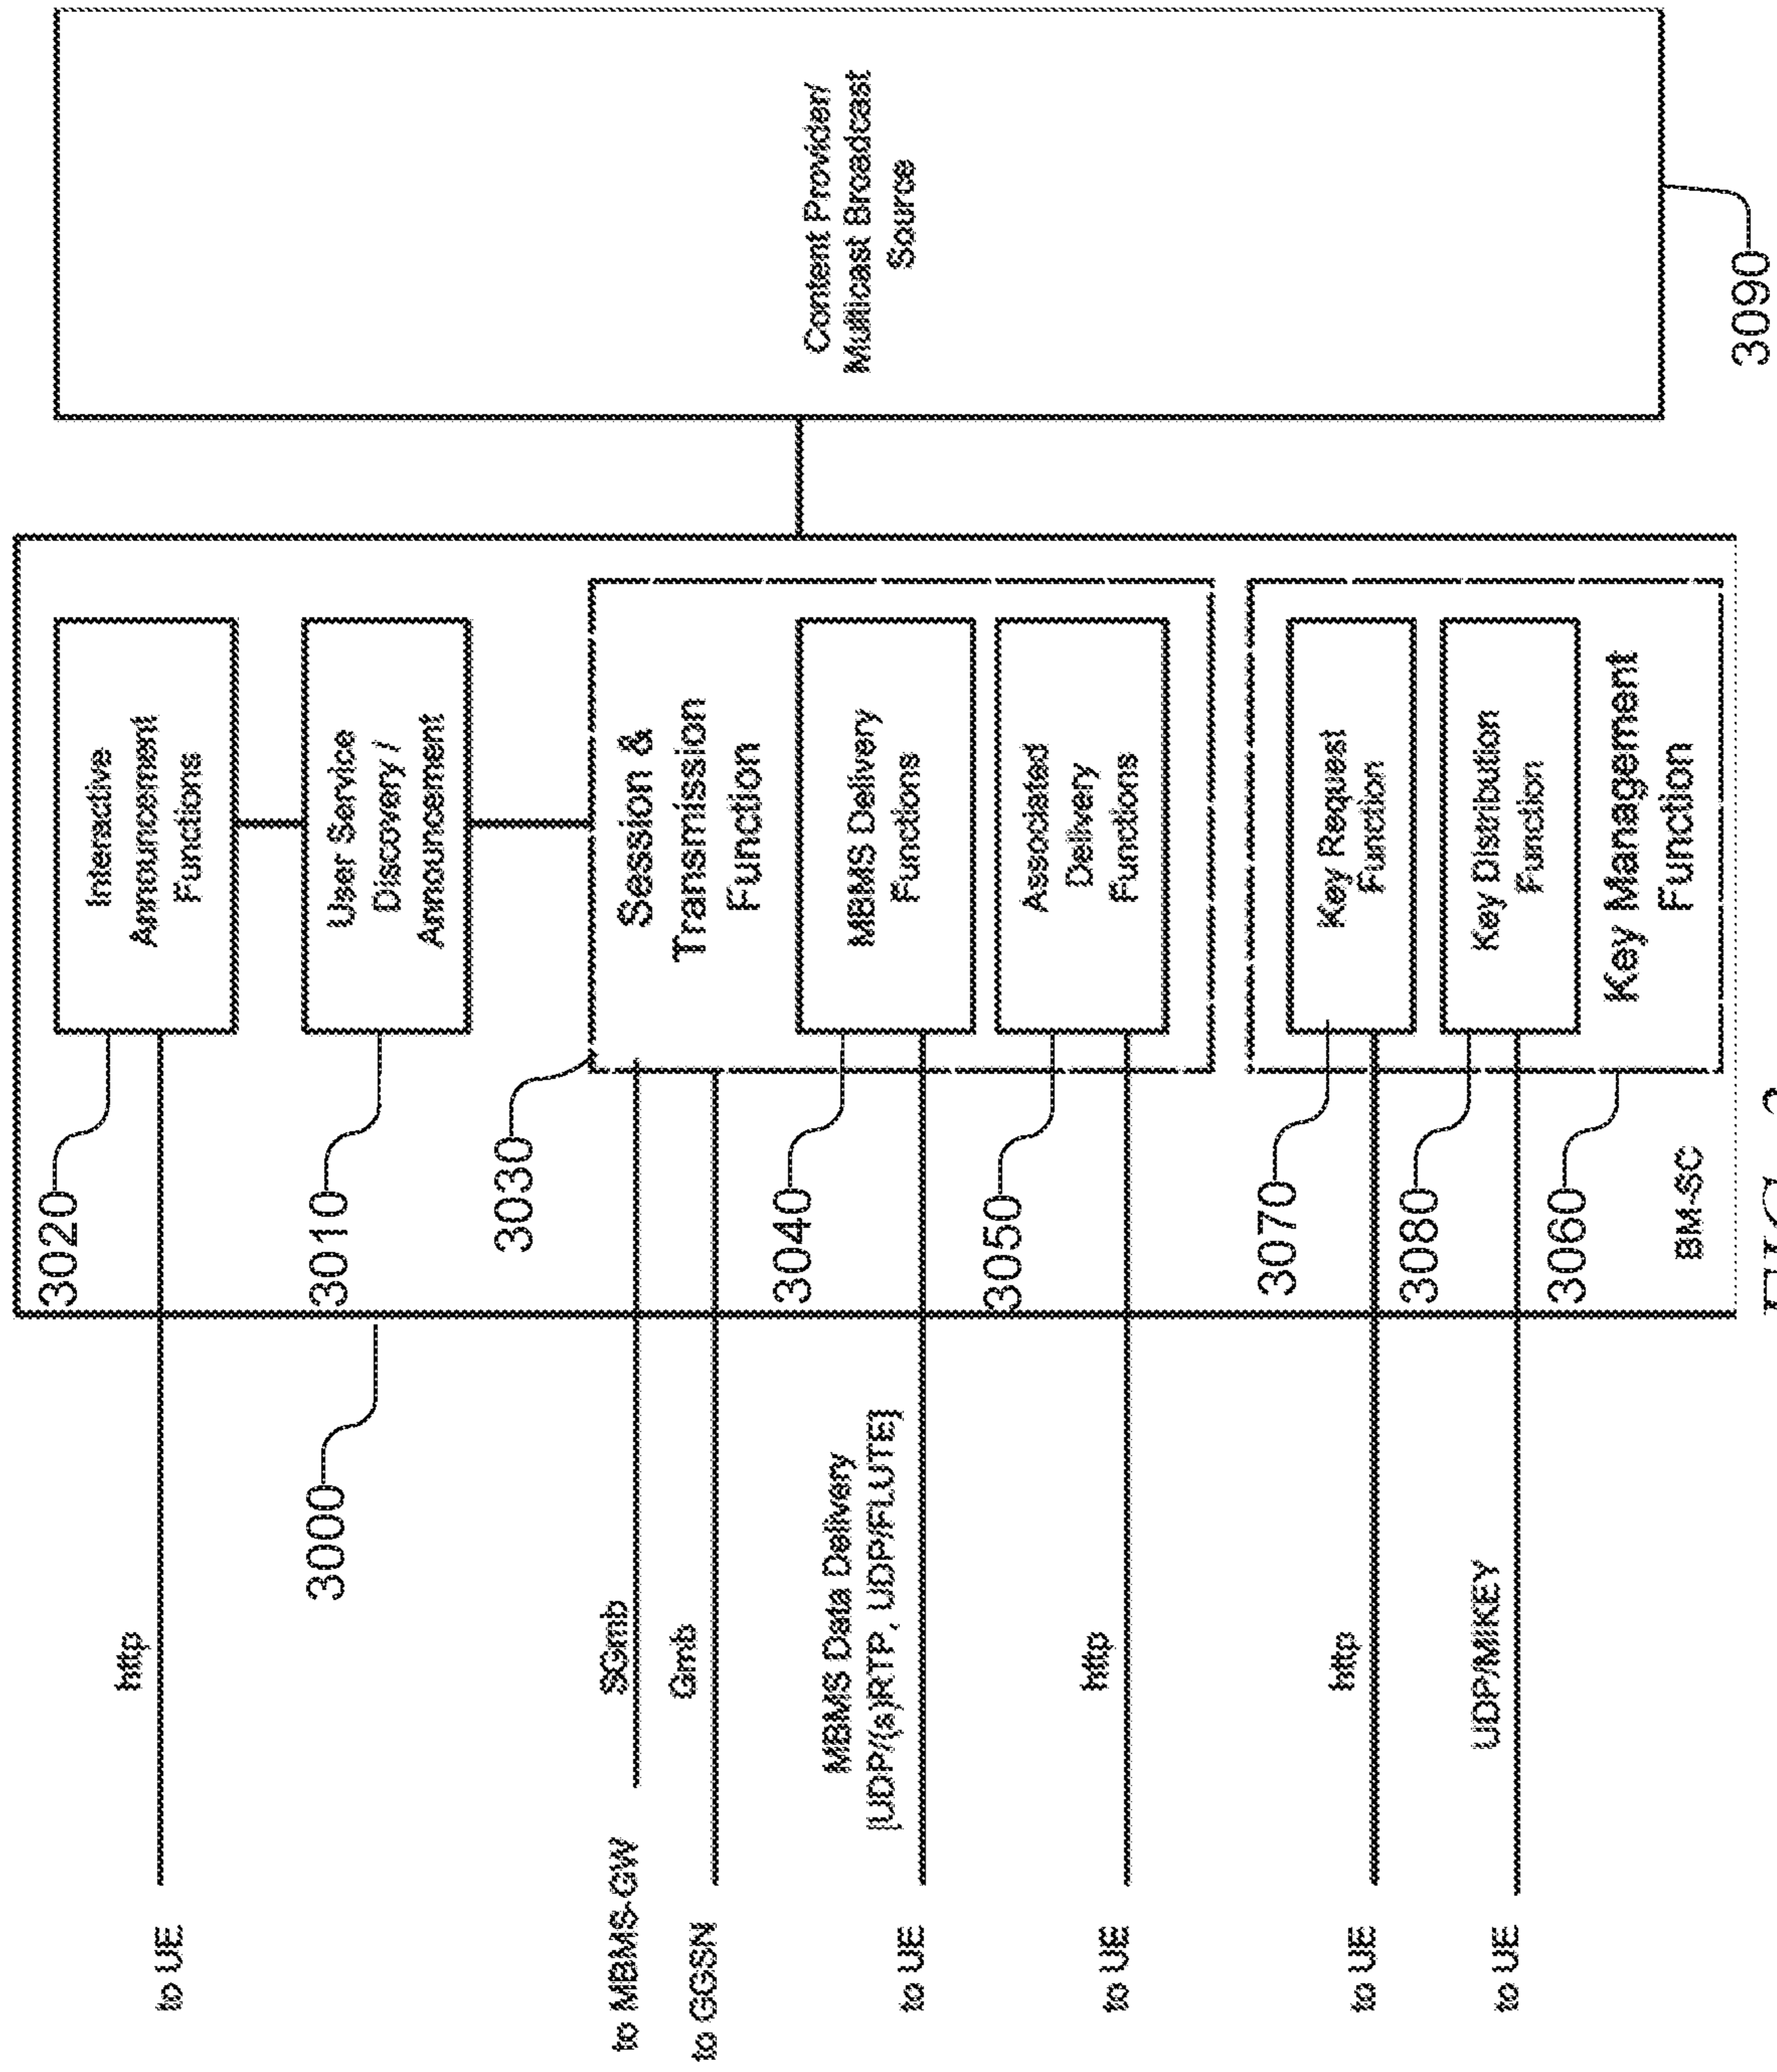 http
to UE
3020
Interactive
Announcement
Functions
3000
3010
User Service
Discovery /
Announcement
3030
Session &
Transmission
Function
SGmb
to MBMS-GW
Gmb
to GGSN
MBMS Data Delivery
[UDP/(s)RTP, UDP/FLUTE]
to UE
3040
MBMS Delivery
Functions
http
to UE
3050
Associated
Delivery
Functions
http
to UE
3070
Key Request
Function
UDP/MIKEY
to UE
3080
Key Distribution
Function
3060
Key Management
Function
BM-SC
Content Provider/
Multicast Broadcast
Source
3090